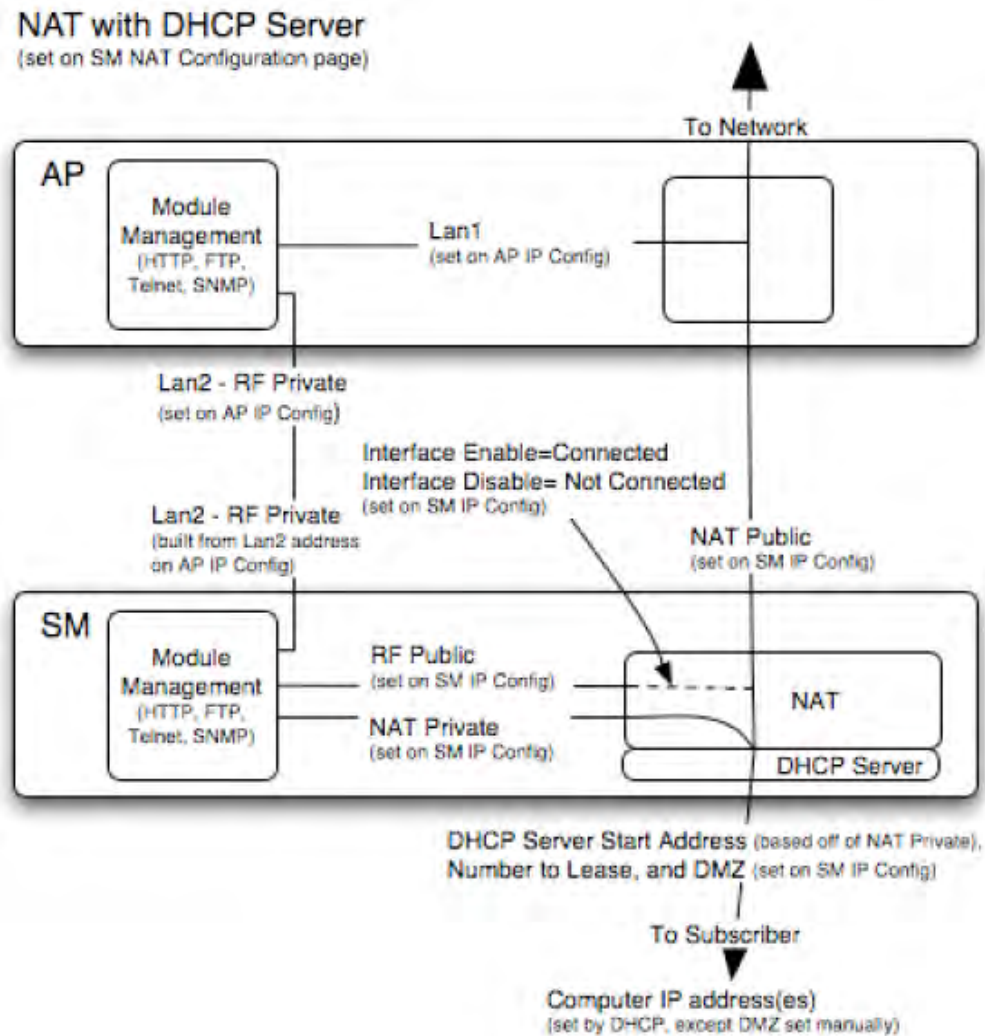 NAT with DHCP Server
(set on SM NAT Configuration page)
To Network
AP
Module
Management
(HTTP, FTP,
Telnet, SNMP)
Lan1
(set on AP IP Config)
Lan2 - RF Private
(set on AP IP Config)
Interface Enable=Connected
Interface Disable= Not Connected
(set on SM IP Config)
Lan2 - RF Private
(built from Lan2 address
on AP IP Config)
NAT Public
(set on SM IP Config)
SM
Module
Management
(HTTP, FTP,
Telnet, SNMP)
RF Public
(set on SM IP Config)
NAT Private
(set on SM IP Config)
NAT
DHCP Server
DHCP Server Start Address (based off of NAT Private),
Number to Lease, and DMZ (set on SM IP Config)
To Subscriber
Computer IP address(es)
(set by DHCP, except DMZ set manually)